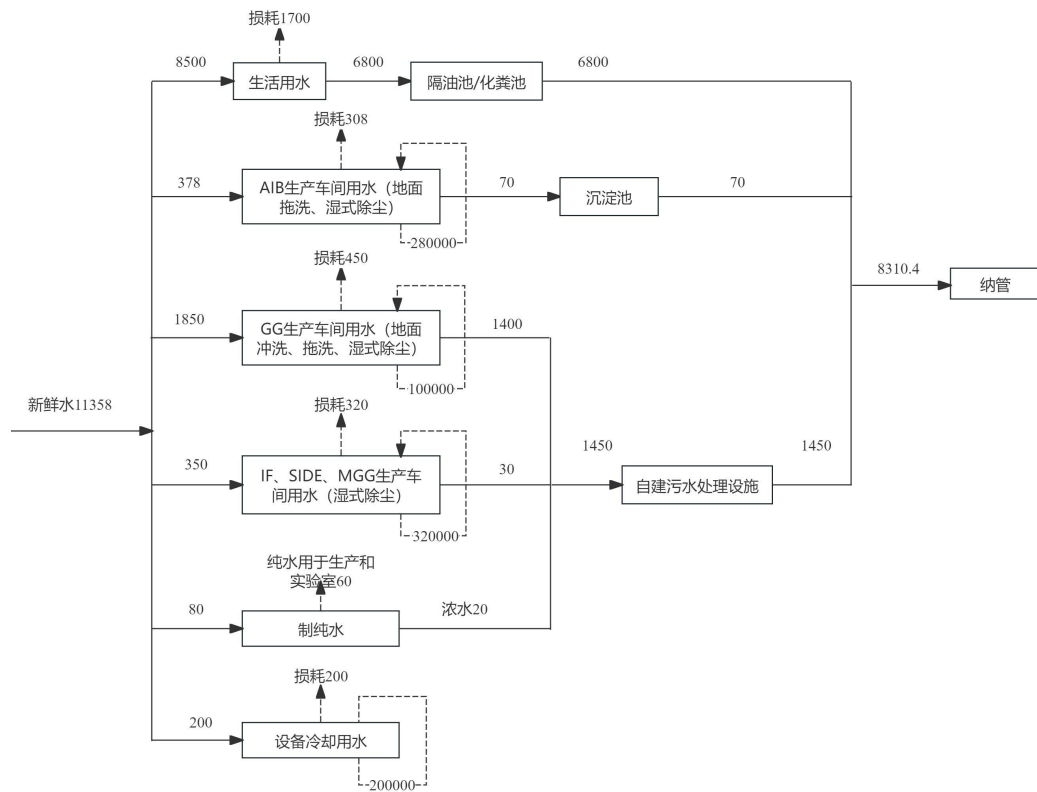 损耗1700
8500
生活用水
6800
隔油池/化粪池
6800
损耗308
378
AIB生产车间用水（地面
拖洗、湿式除尘）
70
沉淀池
70
280000
损耗450
8310.4
纳管
1850
GG生产车间用水（地面
冲洗、拖洗、湿式除尘）
1400
100000
新鲜水11358
损耗320
350
IF、SIDE、MGG生产车
间用水（湿式除尘）
30
1450
自建污水处理设施
1450
320000
纯水用于生产和
实验室60
80
制纯水
浓水20
损耗200
200
设备冷却用水
200000